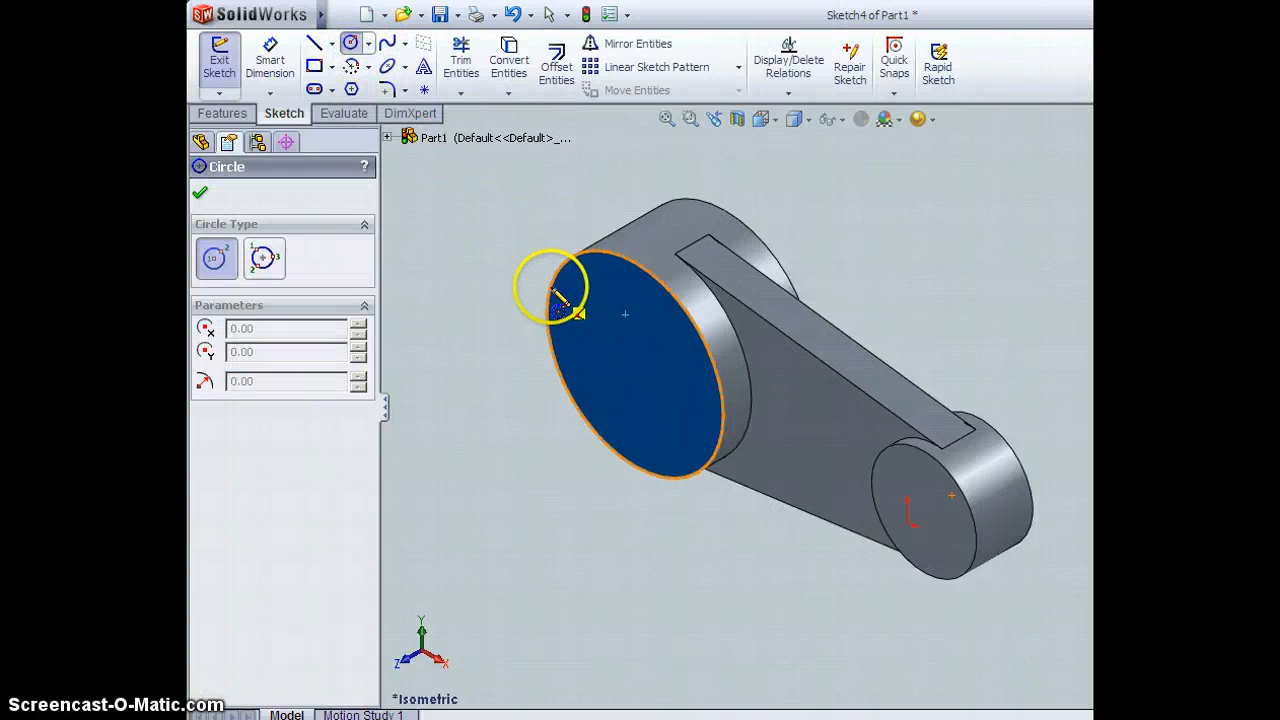 SolidWorks
Sketch4 of Part1 *
Exit Sketch
Smart Dimension
Trim Entities
Convert Entities
Offset Entities
Mirror Entities
Linear Sketch Pattern
Move Entities
Display/Delete Relations
Repair Sketch
Quick Snaps
Rapid Sketch
Features
Sketch
Evaluate
DimXpert
Part1 (Default<<Default>_...
Circle
?
Circle Type
Parameters
0.00
0.00
0.00
Y
X
Z
*Isometric
Screencast-O-Matic.com
Model
Motion Study 1